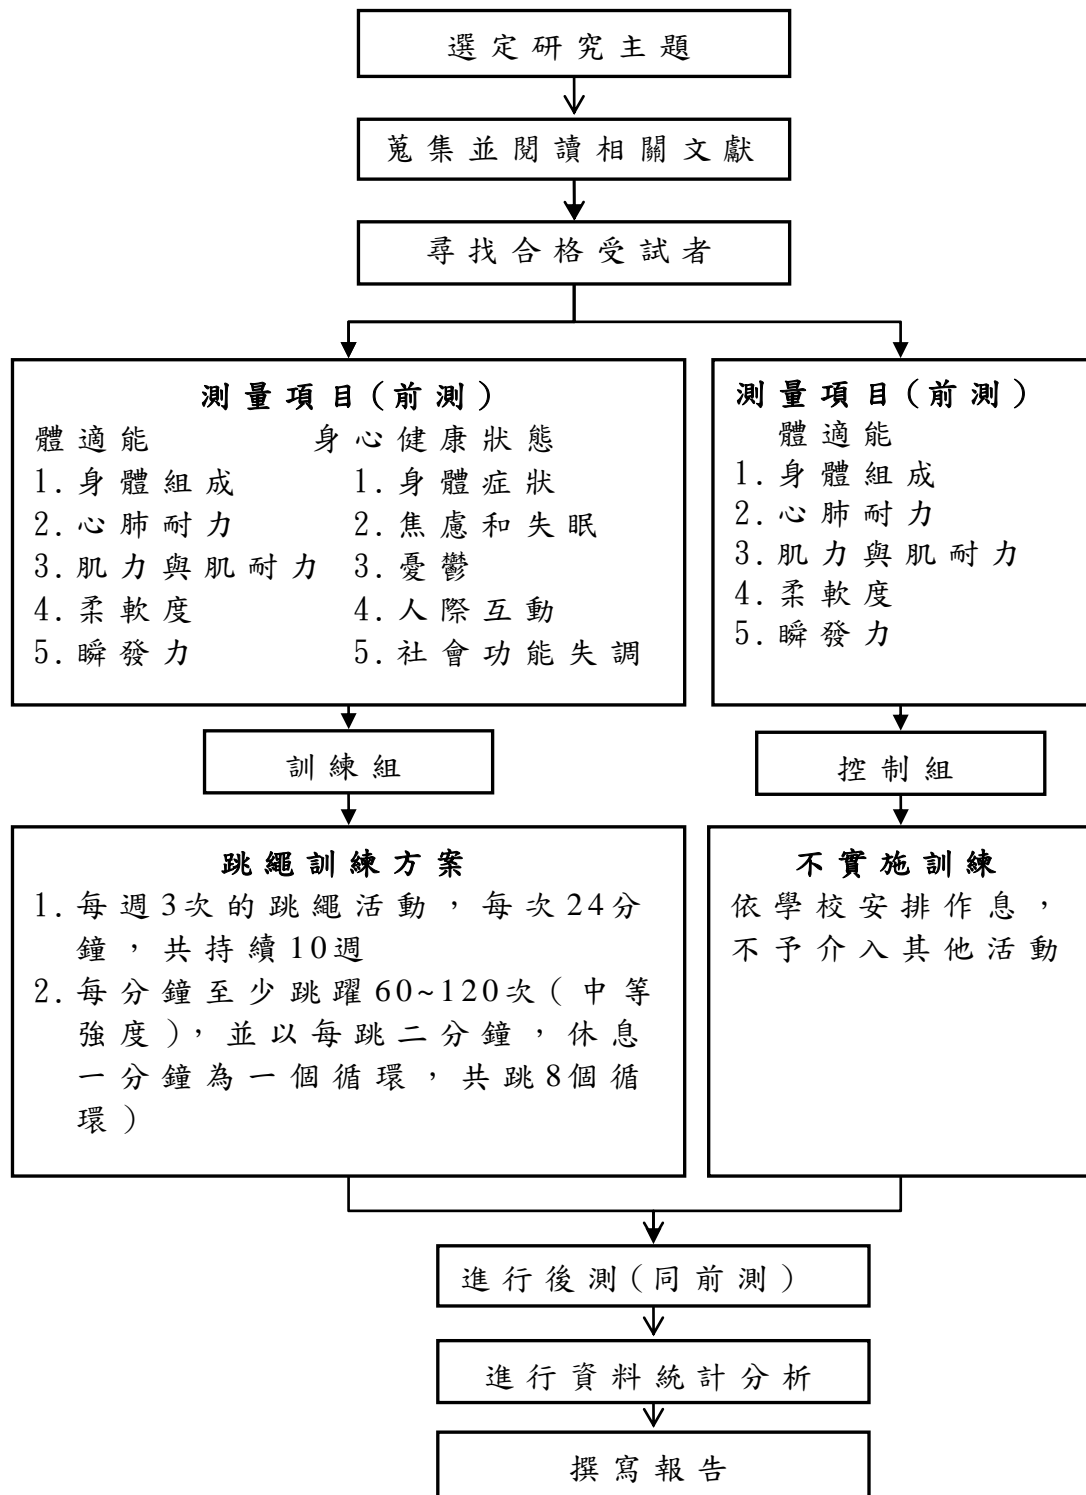 選定研究主題
蒐集並閱讀相關文獻
尋找合格受試者
測量項目(前測)
體適能 身心健康狀態
1.身體組成 1.身體症狀
2.心肺耐力 2.焦慮和失眠
3.肌力與肌耐力 3.憂鬱
4.柔軟度 4.人際互動
5.瞬發力 5.社會功能失調
測量項目(前測)
體適能
1.身體組成
2.心肺耐力
3.肌力與肌耐力
4.柔軟度
5.瞬發力
訓練組
控制組
跳繩訓練方案
1.每週3次的跳繩活動，每次24分
鐘，共持續10週
2.每分鐘至少跳躍60~120次(中等
強度)，並以每跳二分鐘，休息
一分鐘為一個循環，共跳8個循
環)
不實施訓練
依學校安排作息，
不予介入其他活動
進行後測(同前測)
進行資料統計分析
撰寫報告